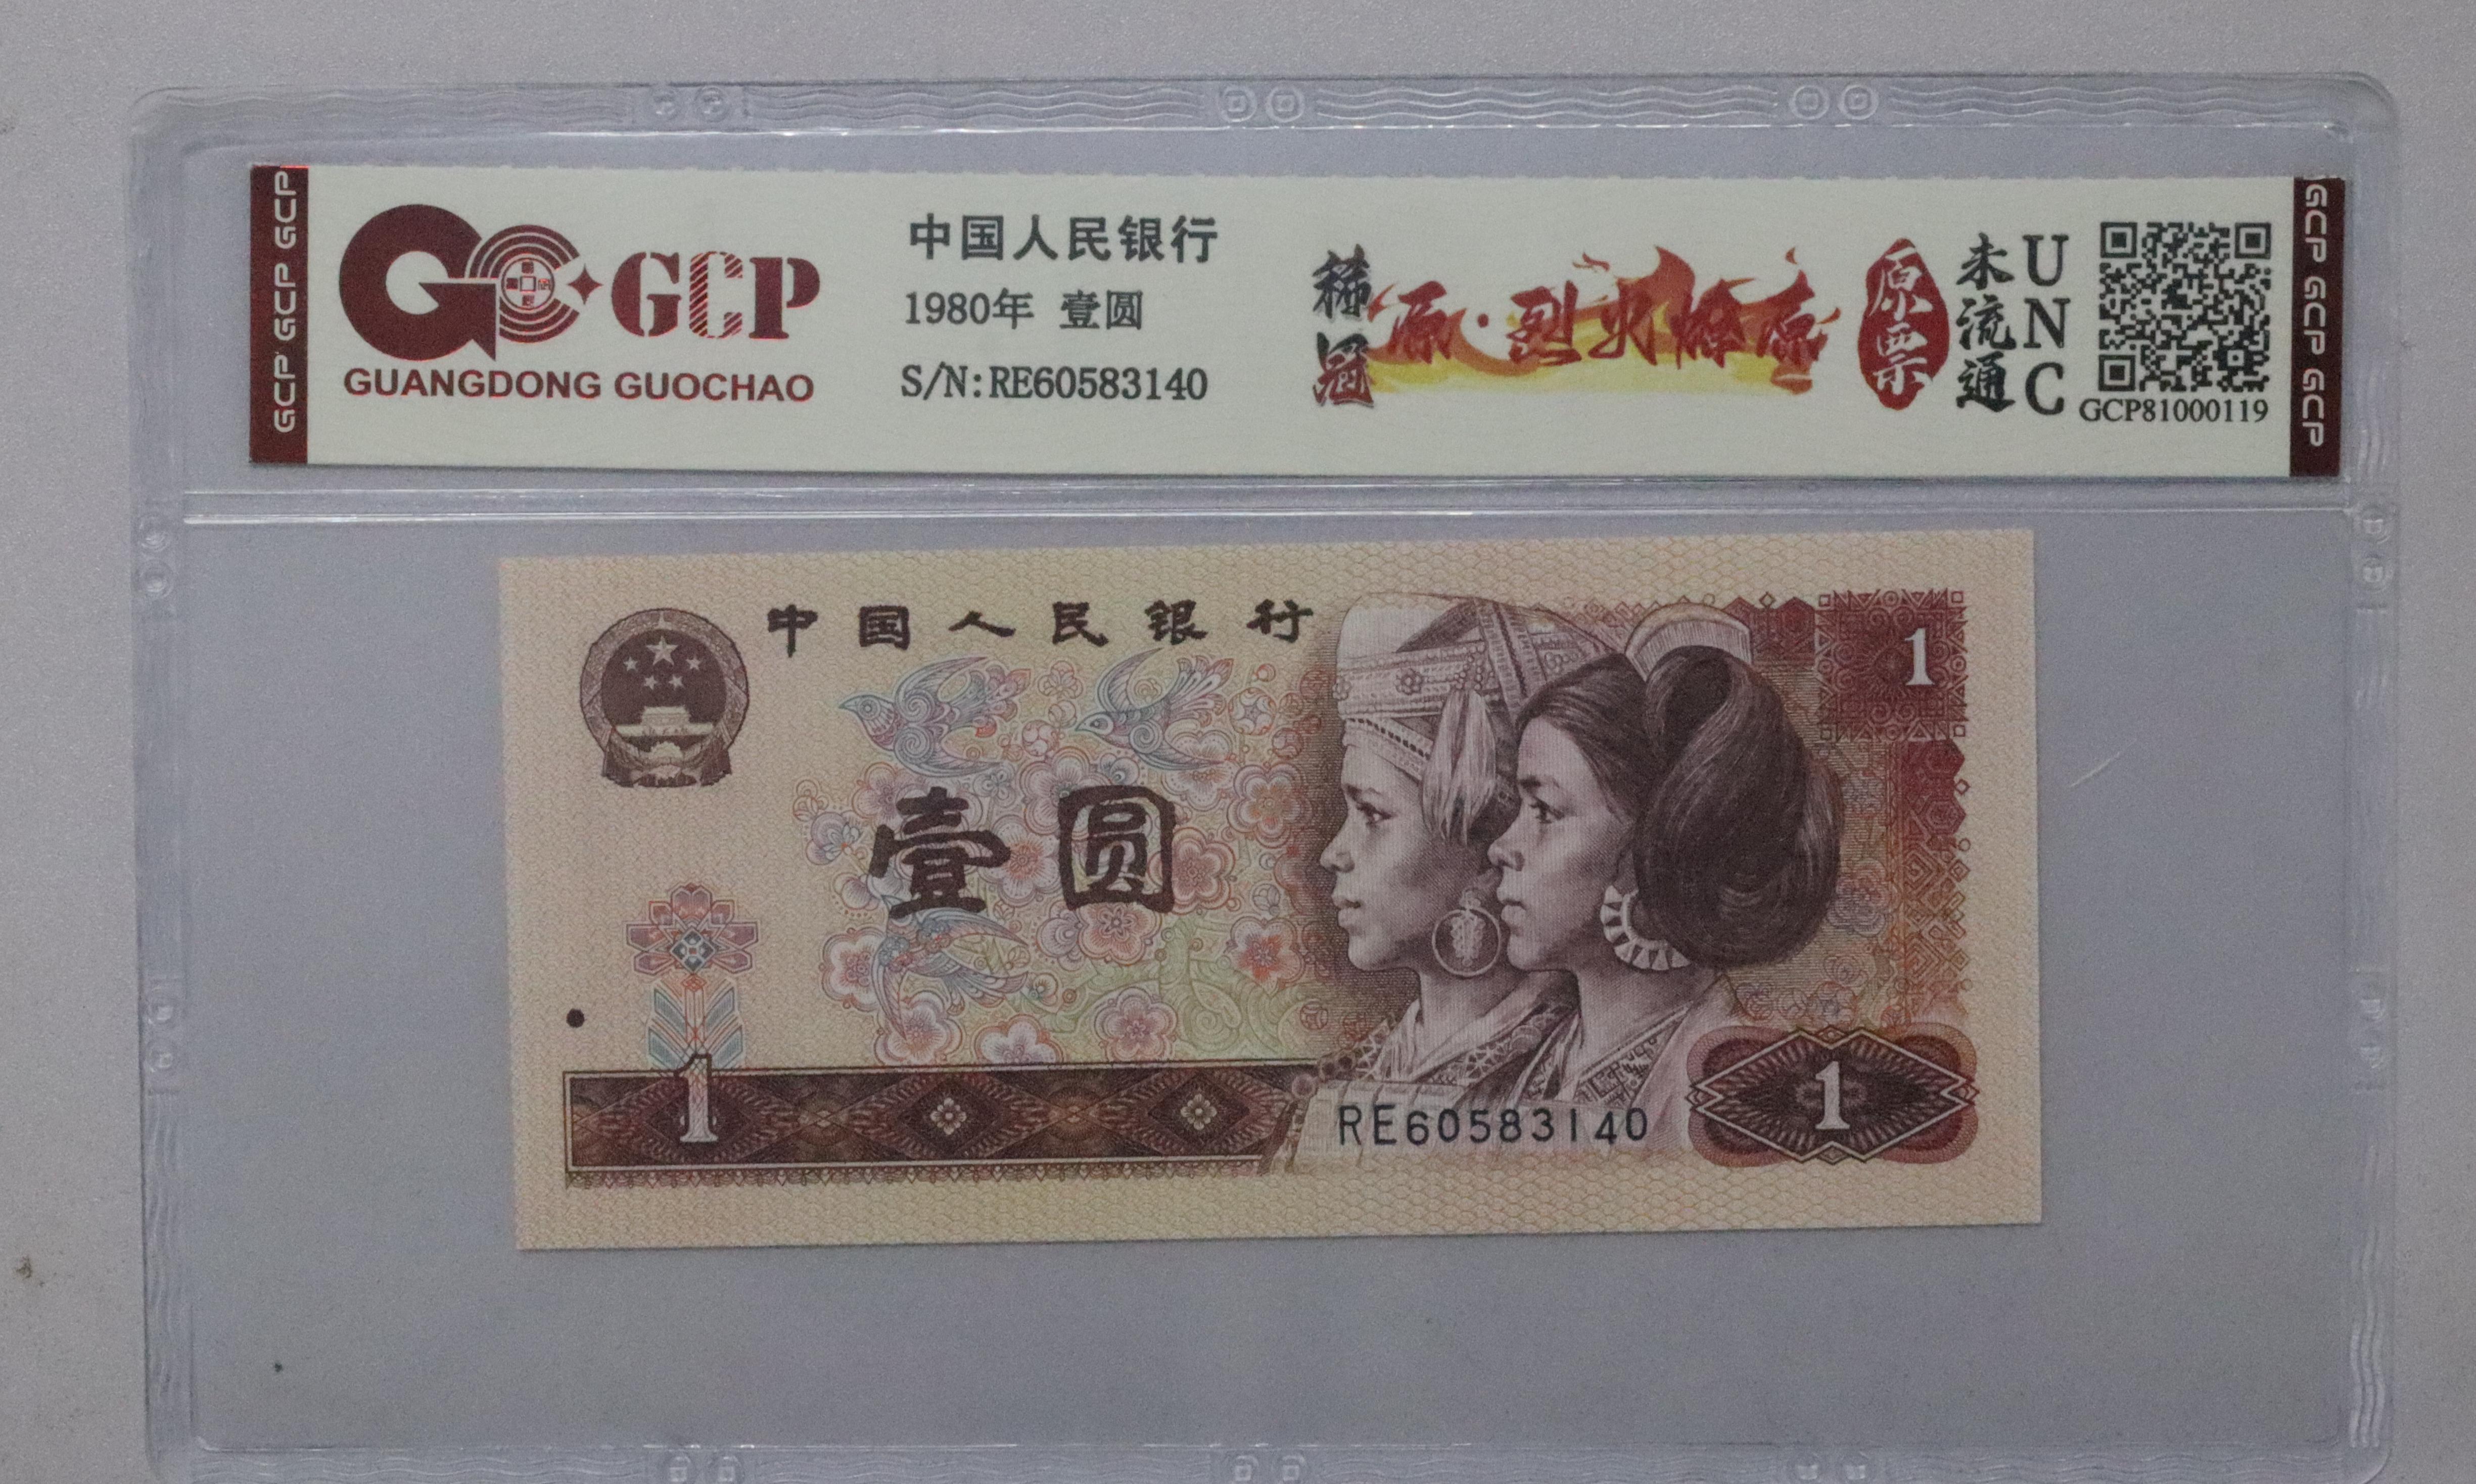 GCP GCP GCP
GCP
GUANGDONG GUOCHAO
中国人民银行
1980年 壹圆
S/N:RE60583140
稀冠
原·烈火燎原
原票
未流通
UNC
GCP81000119
GCP GCP GCP
中国人民银行
1
壹圆
1
RE60583140
1